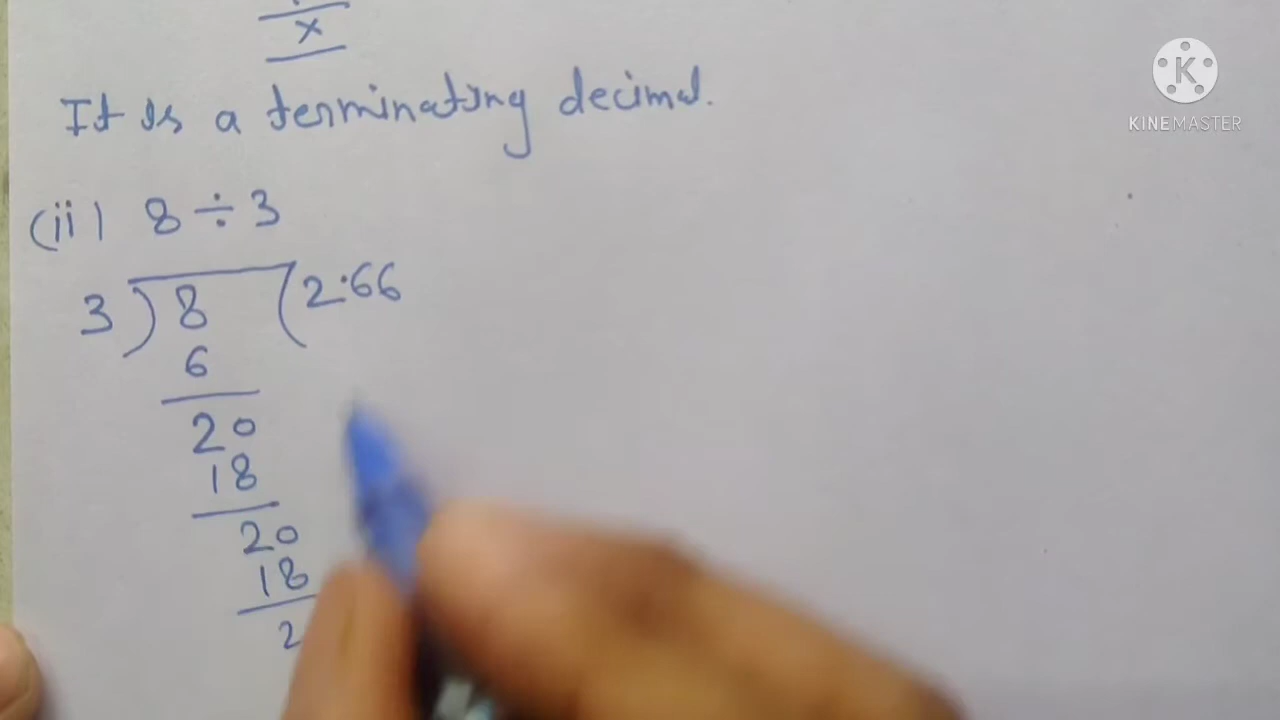 x
It is a terminating decimal.
K
KINEMASTER
(ii) 8 ÷ 3
3 ) 8 ( 2.66
6
20
18
20
18
2